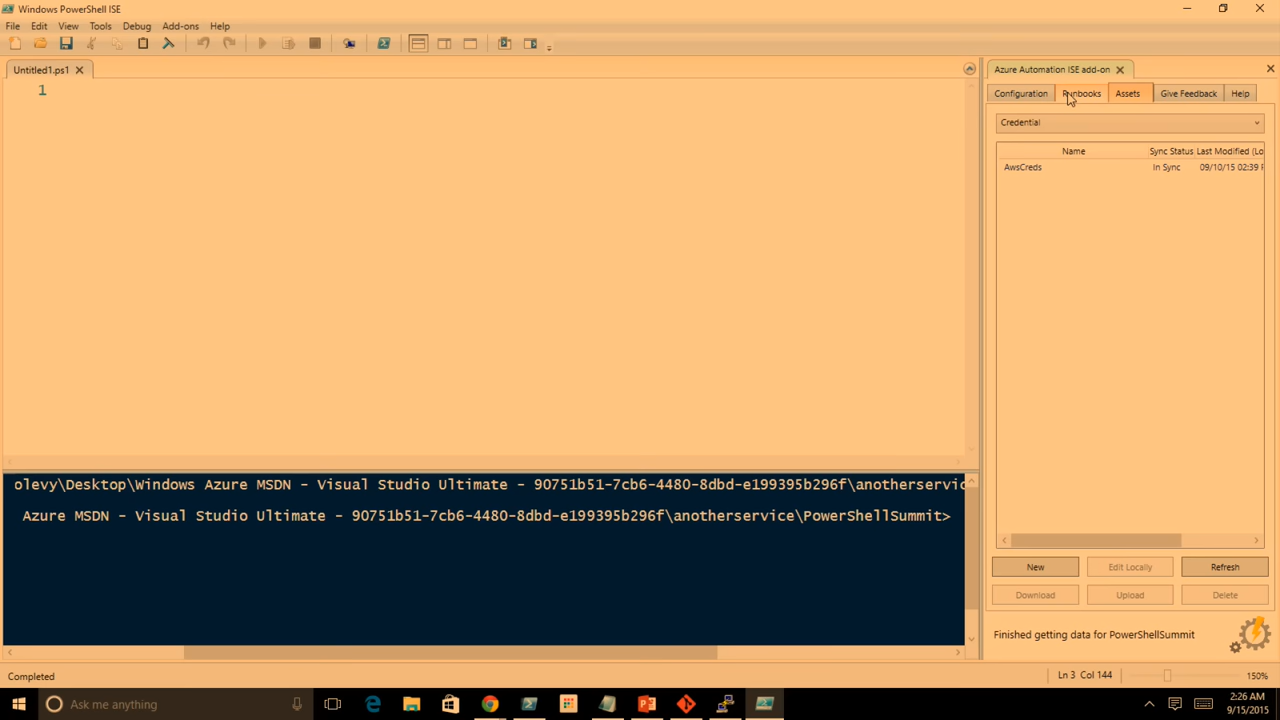 Windows PowerShell ISE
File Edit View Tools Debug Add-ons Help
Untitled1.ps1
1
Azure Automation ISE add-on
Configuration Runbooks Assets Give Feedback Help
Credential
Name Sync Status Last Modified (Lo
AwsCreds In Sync 09/10/15 02:39 P
olevy\Desktop\Windows Azure MSDN - Visual Studio Ultimate - 90751b51-7cb6-4480-8dbd-e199395b296f\anotherservic
Azure MSDN - Visual Studio Ultimate - 90751b51-7cb6-4480-8dbd-e199395b296f\anotherservice\PowerShellSummit>
New Edit Locally Refresh
Download Upload Delete
Finished getting data for PowerShellSummit
Completed
Ln 3 Col 144
150%
Ask me anything
2:26 AM
9/15/2015